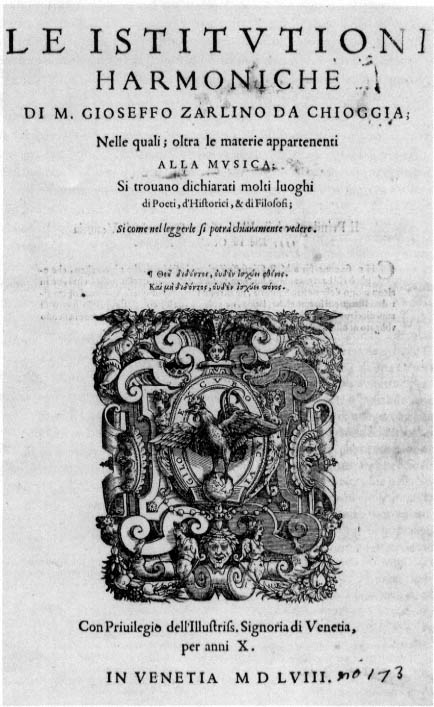 LE ISTITVTIONI
HARMONICHE
DI M. GIOSEFFO ZARLINO DA CHIOGGIA;
Nelle quali; oltra le materie appartenenti
ALLA MVSICA;
Si trouano dichiarati molti luoghi
di Poeti, d'Hiſtorici, & di Filoſofi;
Si come nel leggerle ſi potrà chiaramente vedere.
¶ Θεοῦ διδόντος, οὐδὲν ἰσχύει φθόνος.
Καὶ μὴ διδόντος, οὐδὲν ἰσχύει πόνος.
Con Priuilegio dell'Illuſtriſs. Signoria di Venetia,
per anni X.
IN VENETIA M D LVIII. no 173